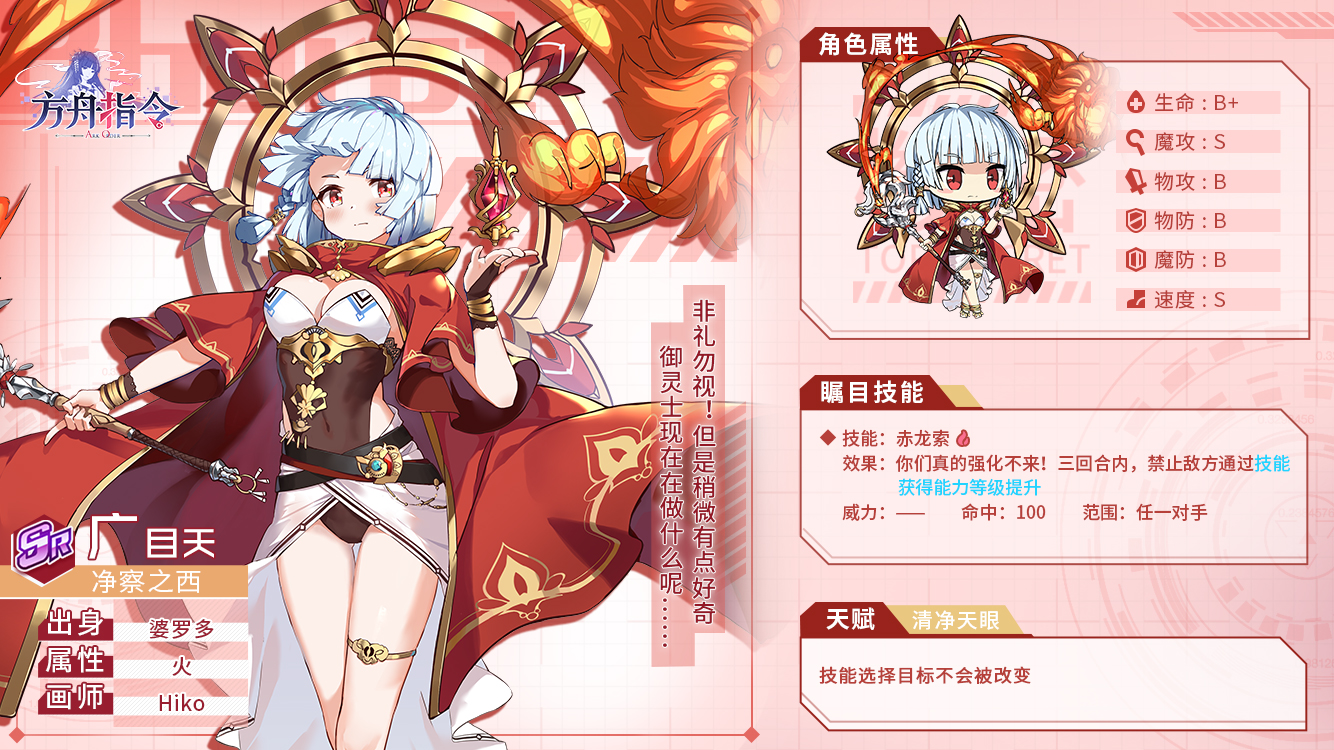 方舟指令
ARK ORDER
非礼勿视！但是稍微有点好奇
御灵士现在在做什么呢……
SR
广目天
净察之西
出身
婆罗多
属性
火
画师
Hiko
角色属性
生命：B+
魔攻：S
物攻：B
物防：B
魔防：B
速度：S
瞩目技能
技能：赤龙索
效果：你们真的强化不来！三回合内，禁止敌方通过技能
获得能力等级提升
威力：—— 命中：100 范围：任一对手
天赋
清净天眼
技能选择目标不会被改变